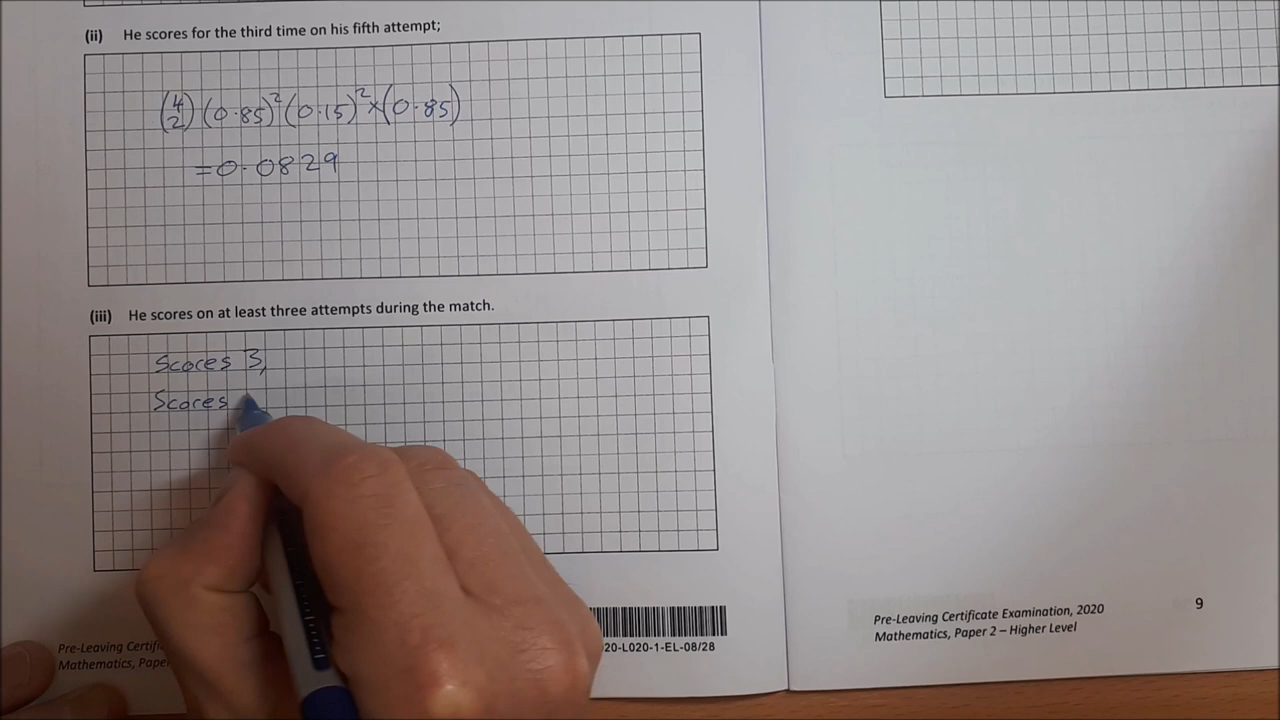 (ii) He scores for the third time on his fifth attempt;
(4 2) (0.85)² (0.15)² × (0.85)
= 0.0829
(iii) He scores on at least three attempts during the match.
Scores 3,
Scores
20-L020-1-EL-08/28
Pre-Leaving
Mathematics, Paper
Pre-Leaving Certificate Examination, 2020
Mathematics, Paper 2 – Higher Level
9